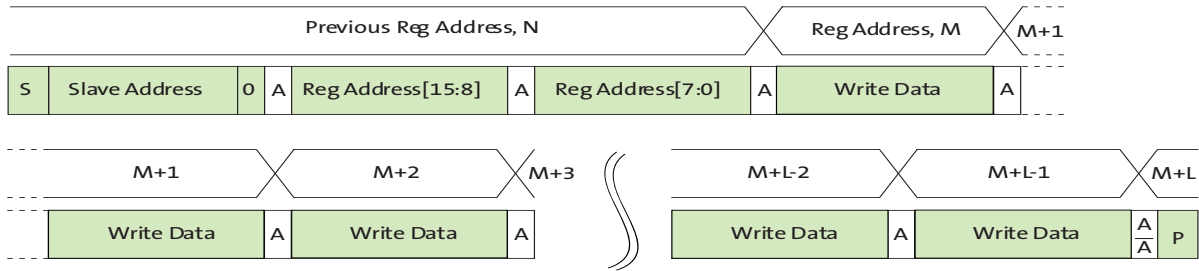 Previous Reg Address, N Reg Address, M M+1
S Slave Address 0 A Reg Address[15:8] A Reg Address[7:0] A Write Data A
M+1 M+2 M+3 M+L-2 M+L-1 M+L
Write Data A Write Data A Write Data A Write Data A P
A